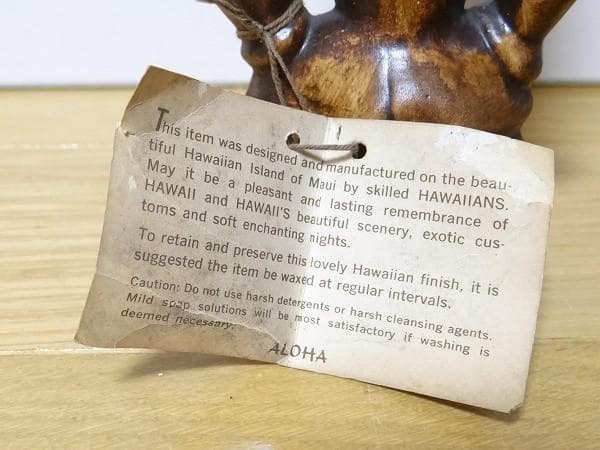 This item was designed and manufactured on the beau-
tiful Hawaiian Island of Maui by skilled HAWAIIANS.
May it be a pleasant and lasting remembrance of
HAWAII and HAWAII'S beautiful scenery, exotic cus-
toms and soft enchanting nights.
To retain and preserve this lovely Hawaiian finish, it is
suggested the item be waxed at regular intervals.
Caution: Do not use harsh detergents or harsh cleansing agents.
Mild soap solutions will be most satisfactory if washing is
deemed necessary.
ALOHA